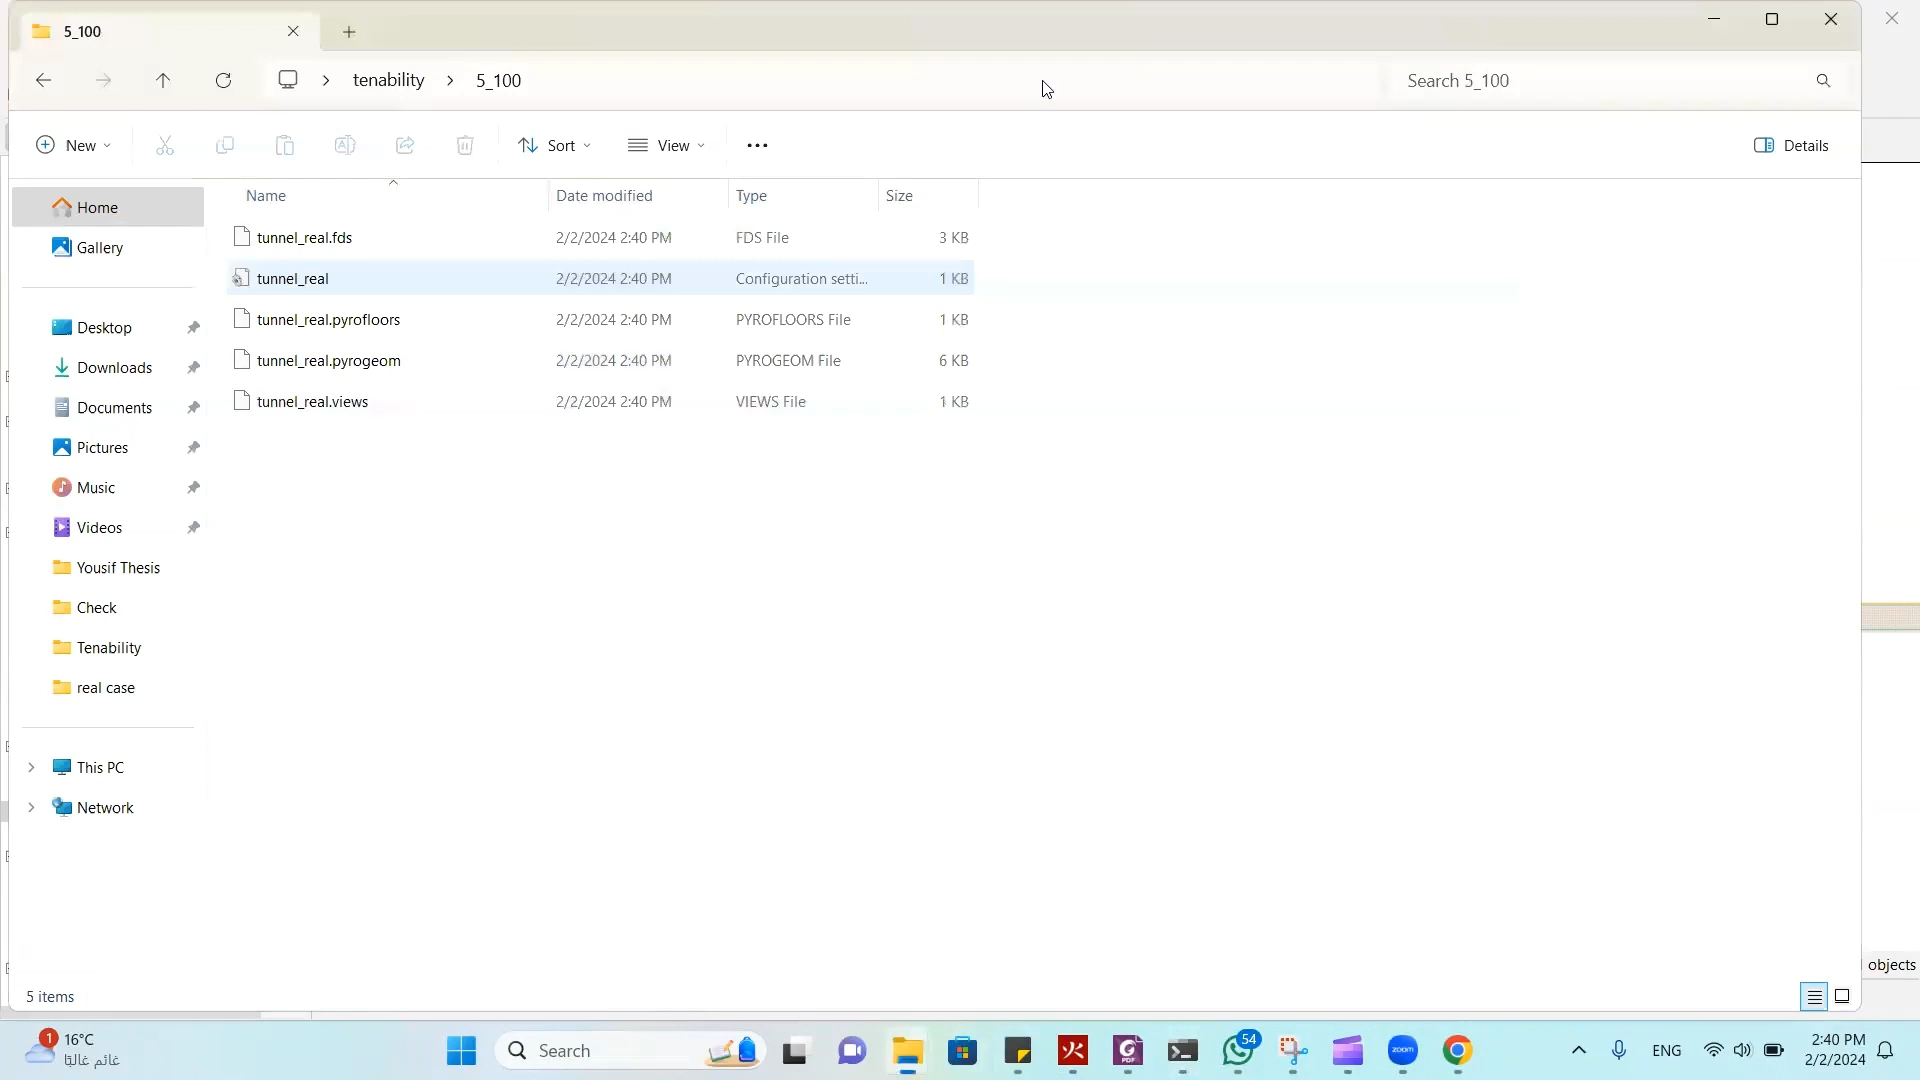 5_100
tenability
5_100
Search 5_100
New
Sort
View
Details
Name Date modified Type Size
Home
Gallery
Desktop
Downloads
Documents
Pictures
Music
Videos
Yousif Thesis
Check
Tenability
real case
This PC
Network
tunnel_real.fds 2/2/2024 2:40 PM FDS File 3 KB
tunnel_real 2/2/2024 2:40 PM Configuration setti... 1 KB
tunnel_real.pyrofloors 2/2/2024 2:40 PM PYROFLOORS File 1 KB
tunnel_real.pyrogeom 2/2/2024 2:40 PM PYROGEOM File 6 KB
tunnel_real.views 2/2/2024 2:40 PM VIEWS File 1 KB
objects
5 items
1
16°C
غائم غالبًا
Search
PDF
54
zoom
ENG
2:40 PM
2/2/2024